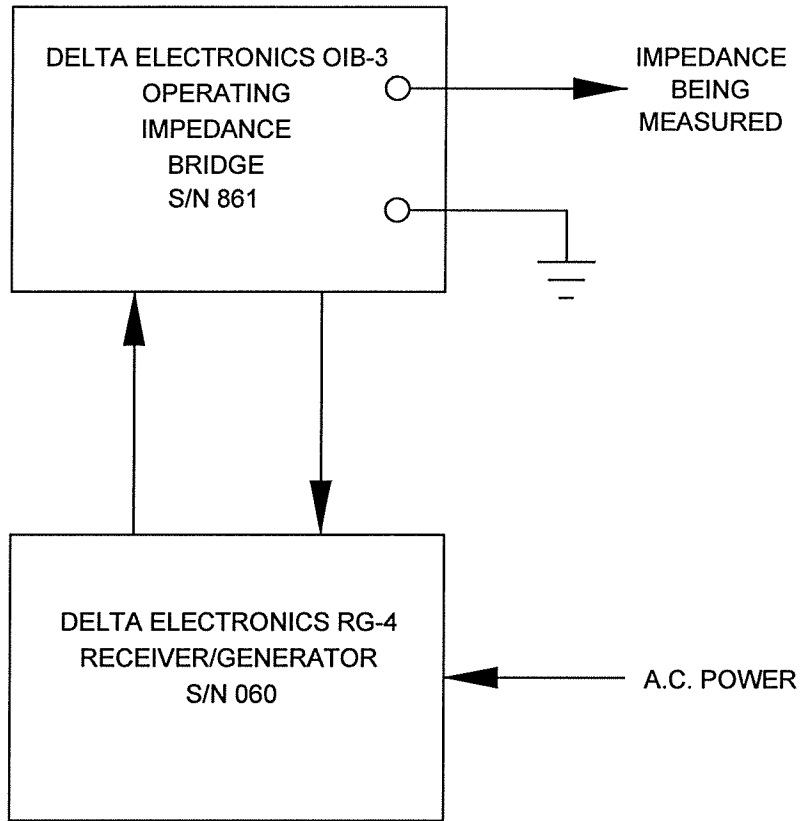 DELTA ELECTRONICS OIB-3
OPERATING
IMPEDANCE
BRIDGE
S/N 861
IMPEDANCE
BEING
MEASURED
DELTA ELECTRONICS RG-4
RECEIVER/GENERATOR
S/N 060
A.C. POWER